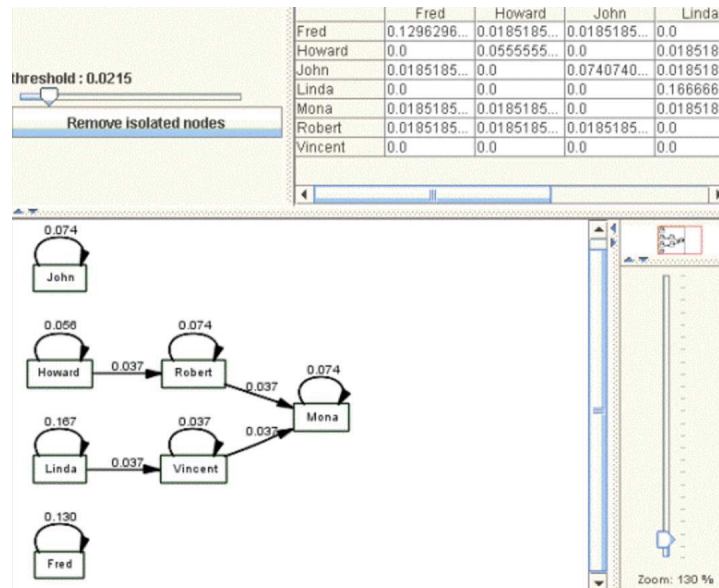 Fred Howard John Linda
Fred 0.1296296... 0.0185185... 0.0185185... 0.0
Howard 0.0 0.0555555... 0.0 0.018518
John 0.0185185... 0.0 0.0740740... 0.018518
Linda 0.0 0.0 0.0 0.166666
Mona 0.0185185... 0.0185185... 0.0 0.018518
Robert 0.0185185... 0.0185185... 0.0185185... 0.0
Vincent 0.0 0.0 0.0 0.0
threshold : 0.0215
Remove isolated nodes
0.074
John
0.056 0.074
Howard 0.037 Robert
0.074
0.037
Mona
0.167 0.037 0.037
Linda 0.037 Vincent
0.130
Fred
Zoom: 130 %